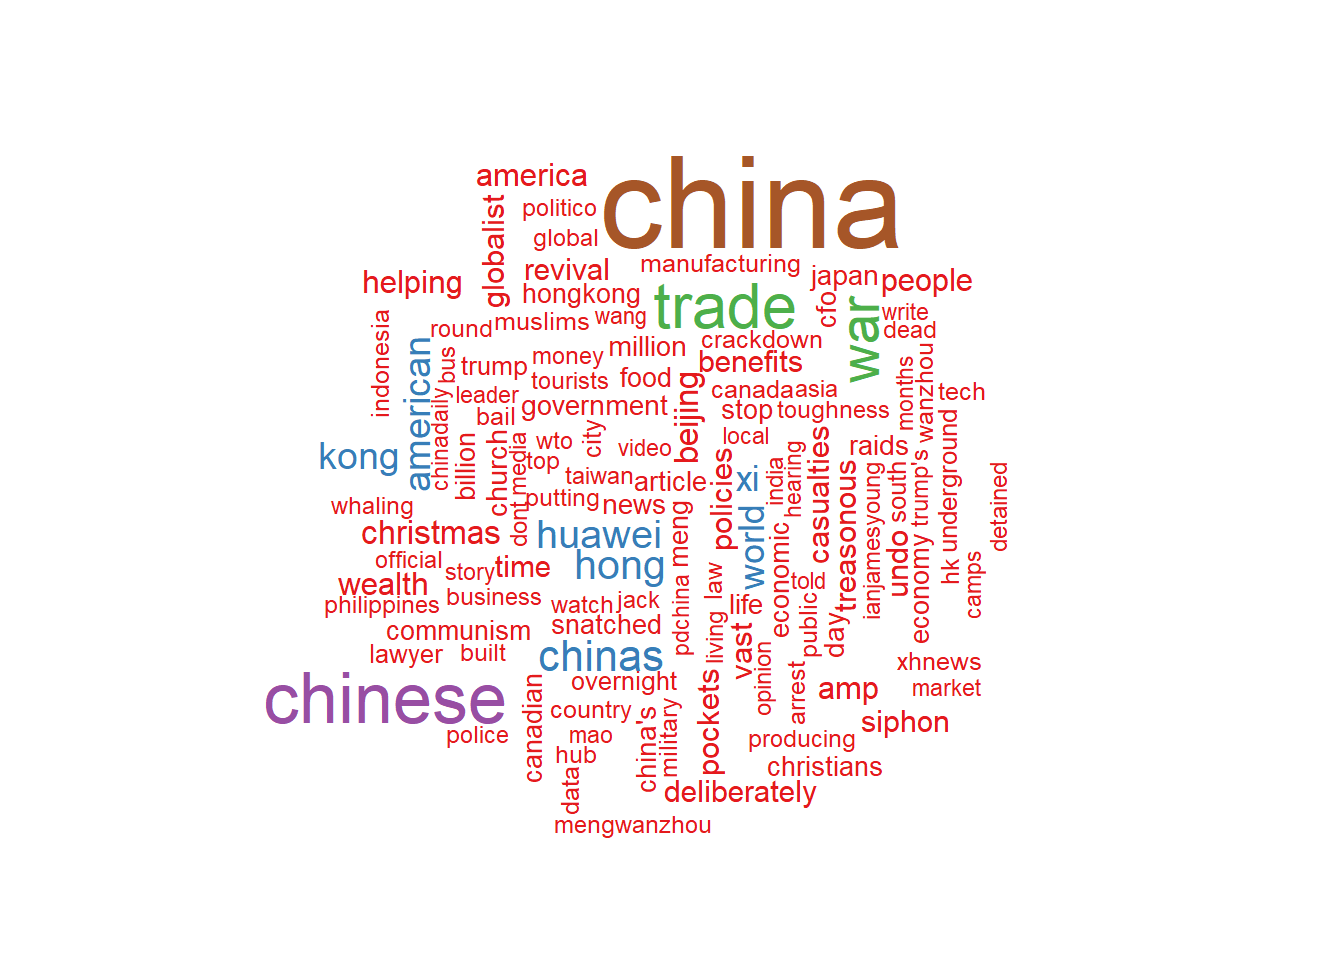 china
america
politico
globalist
global
helping
revival
manufacturing
japan
people
hongkong
trade
cfo
war
write
round
muslims
wang
dead
indonesia
american
bus
trump
money
million
crackdown
benefits
months
wanzhou
tech
leader
tourists
food
canada
asia
chinadaily
bail
government
beijing
stop
toughness
kong
billion
church
media
wto
city
video
local
casualties
raids
underground
top
taiwan
article
policies
xi
india
hearing
treasonous
young
south
trump's
detained
whaling
dont
putting
news
christmas
huawei
meng
world
economic
ianjames
undo
economy
hk
camps
official
story
time
hong
wealth
law
told
philippines
business
watch
jack
pdchina
life
public
day
communism
snatched
living
vast
lawyer
built
chinas
opinion
arrest
xhnews
chinese
overnight
pockets
amp
market
canadian
country
china's
military
siphon
police
mao
producing
hub
data
christians
deliberately
mengwanzhou